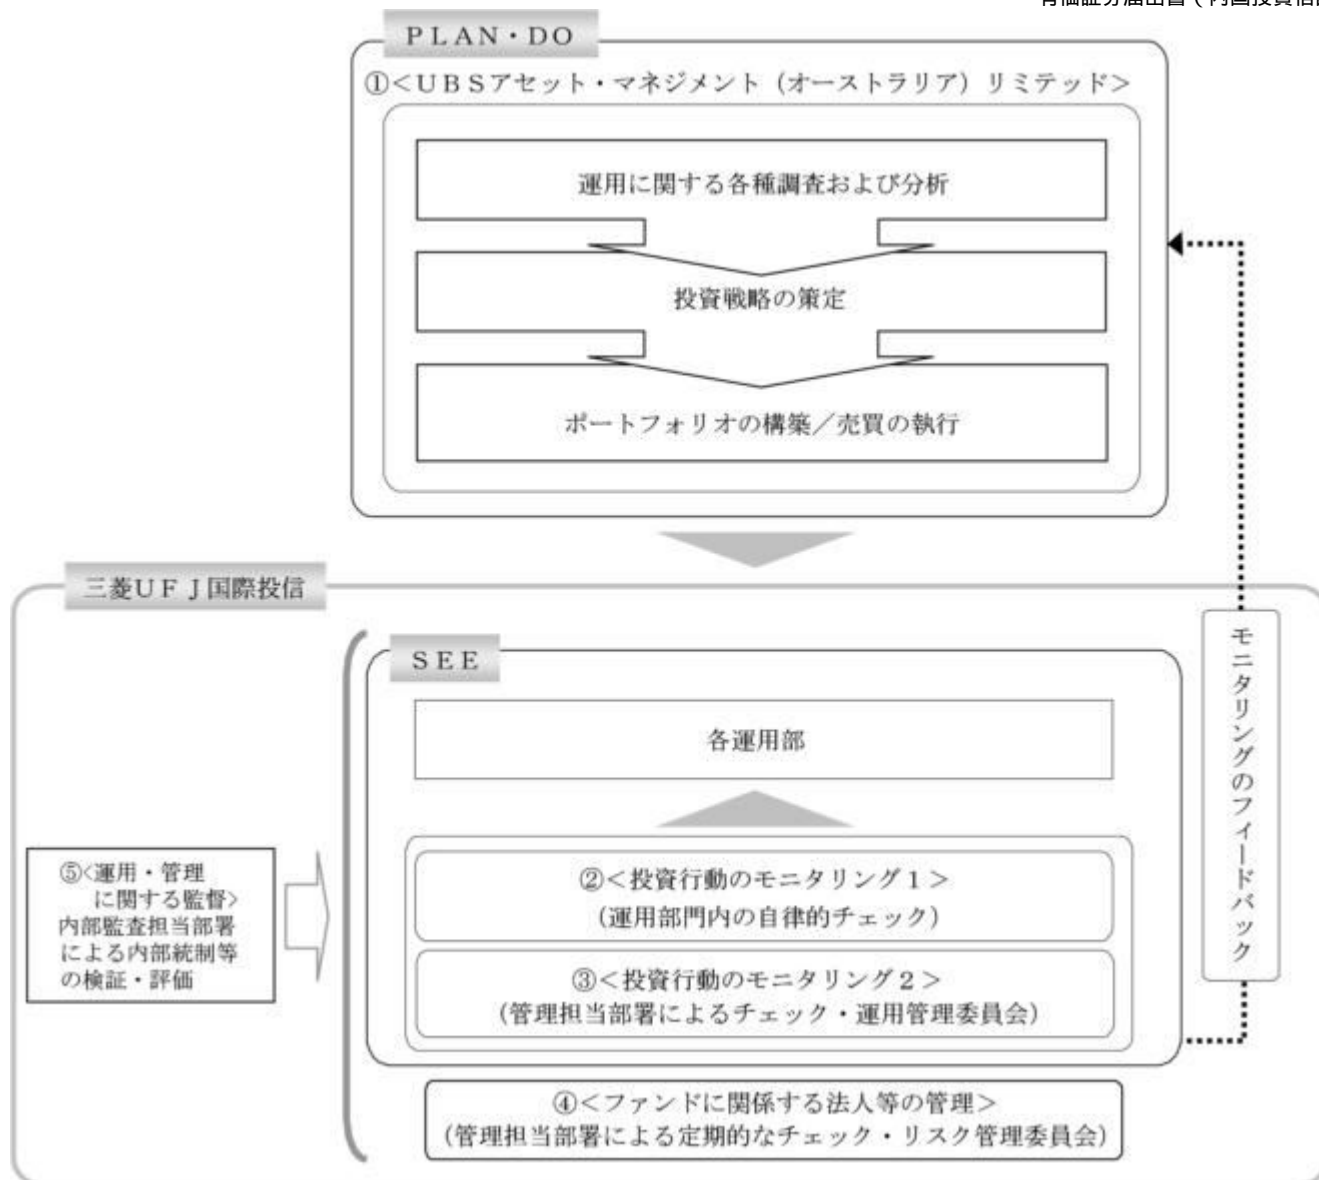 ＰＬＡＮ・ＤＯ
①＜ＵＢＳアセット・マネジメント（オーストラリア）リミテッド＞
運用に関する各種調査および分析
投資戦略の策定
ポートフォリオの構築／売買の執行
三菱ＵＦＪ国際投信
ＳＥＥ
各運用部
②＜投資行動のモニタリング１＞
（運用部門内の自律的チェック）
③＜投資行動のモニタリング２＞
（管理担当部署によるチェック・運用管理委員会）
④＜ファンドに関係する法人等の管理＞
（管理担当部署による定期的なチェック・リスク管理委員会）
⑤＜運用・管理
に関する監督＞
内部監査担当部署
による内部統制等
の検証・評価
モニタリングのフィードバック